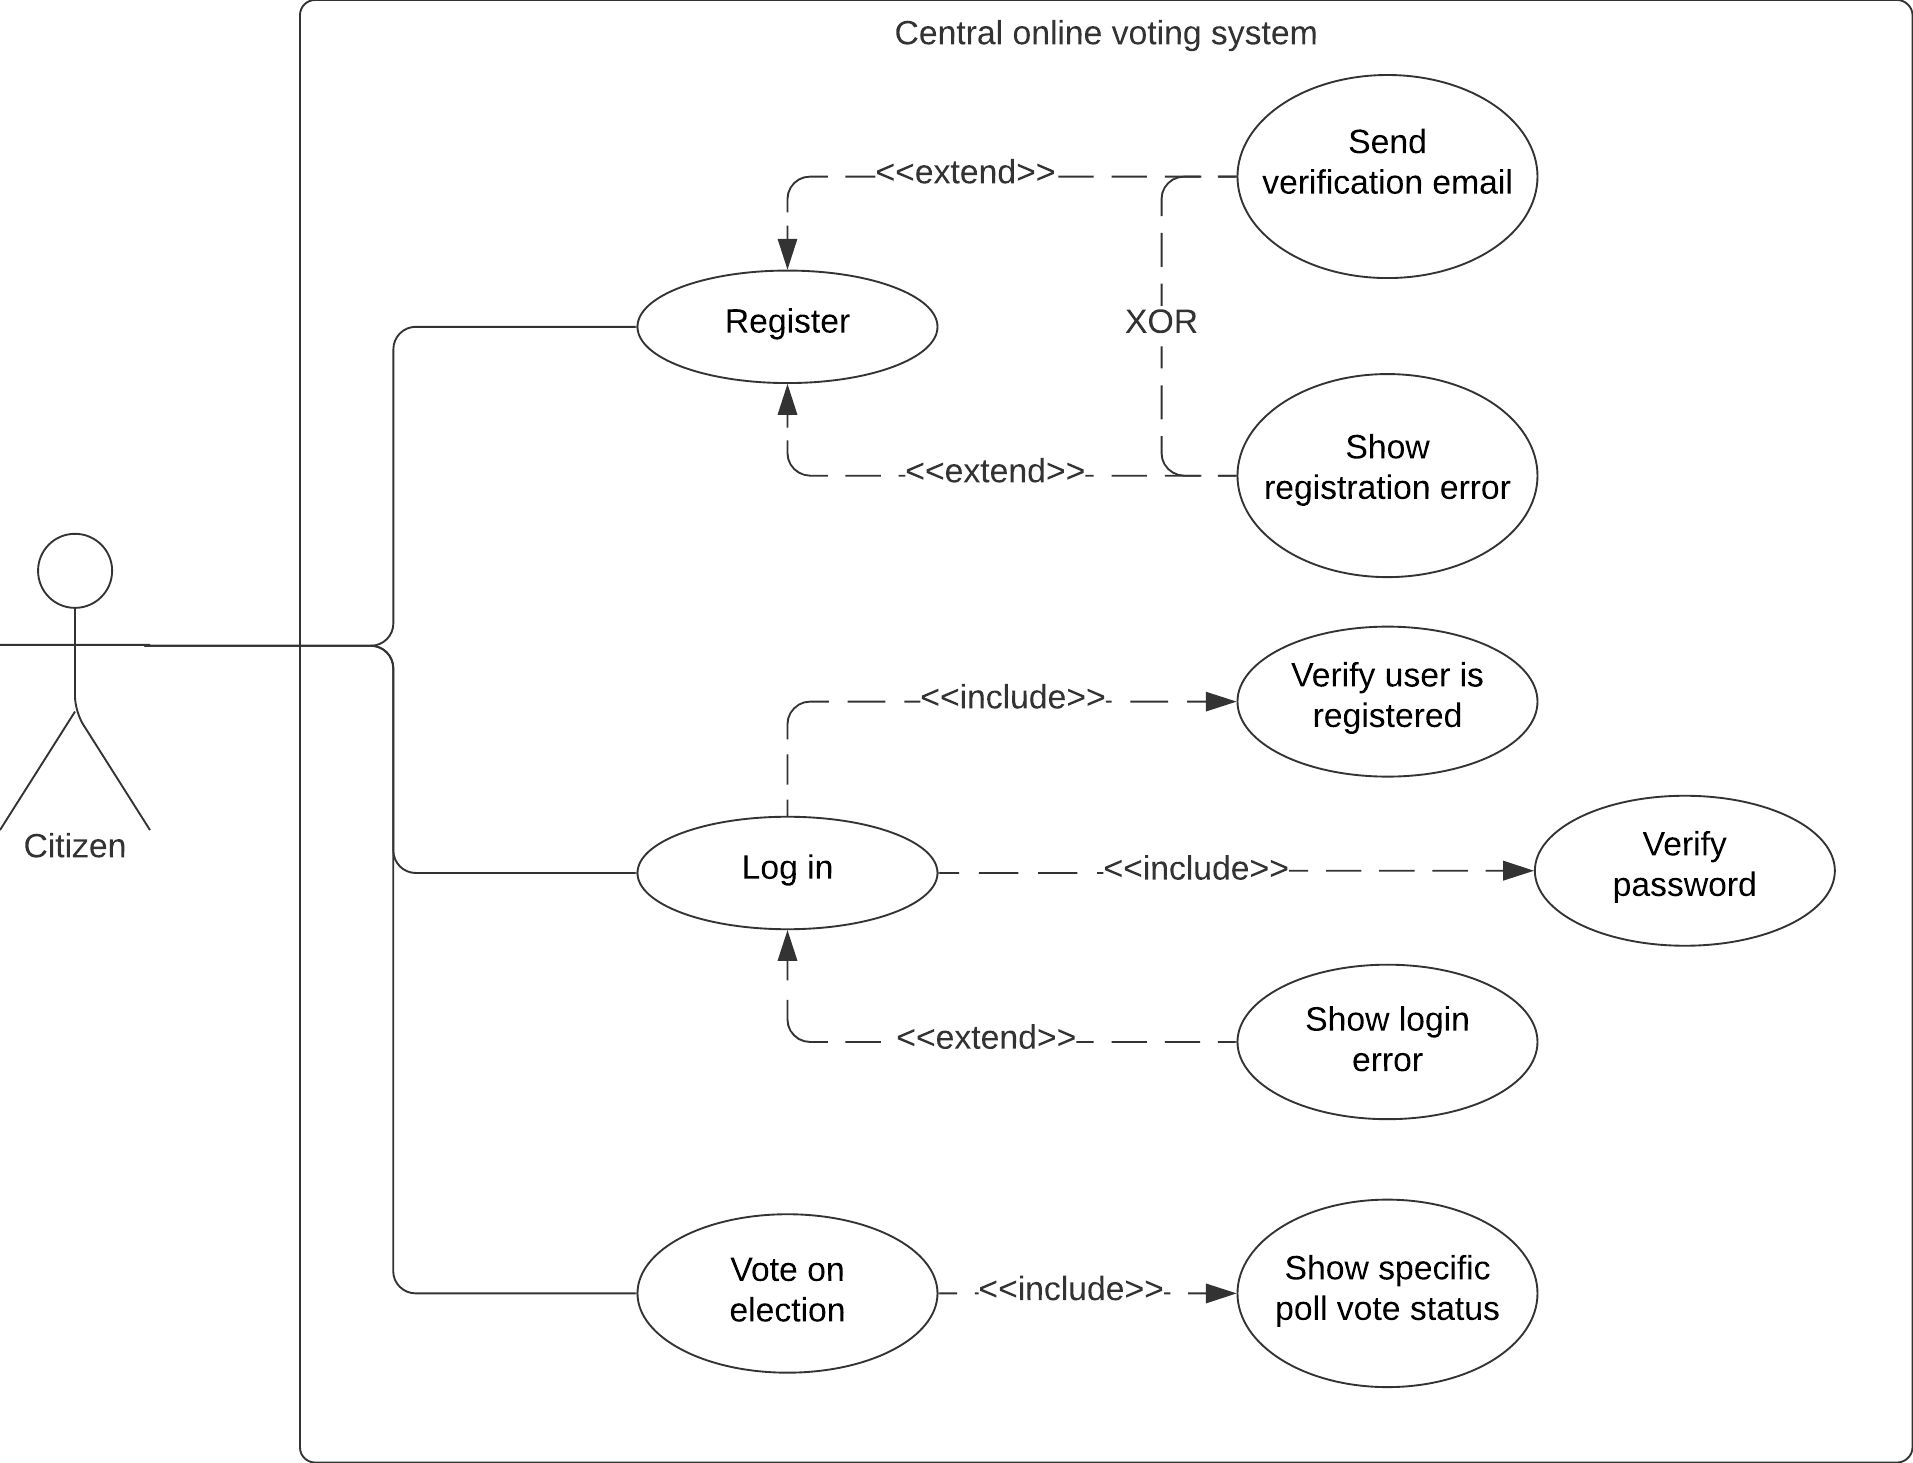 Central online voting system
Send
verification email
<<extend>>
Register
XOR
Show
registration error
<<extend>>
Citizen
Verify user is
registered
<<include>>
Log in
<<include>>
Verify
password
Show login
error
<<extend>>
Vote on
election
<<include>>
Show specific
poll vote status